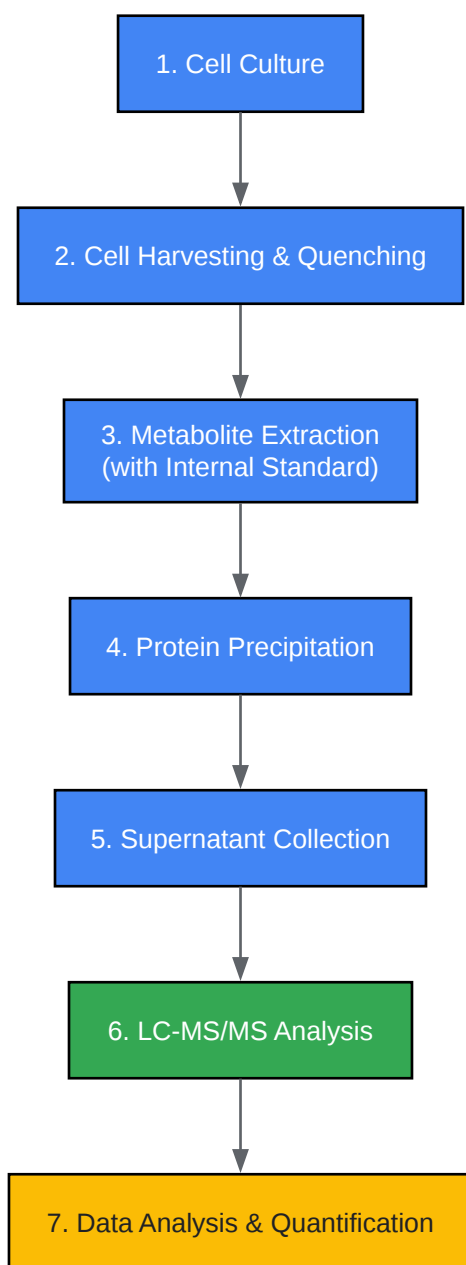 1. Cell Culture
2. Cell Harvesting & Quenching
3. Metabolite Extraction
(with Internal Standard)
4. Protein Precipitation
5. Supernatant Collection
6. LC-MS/MS Analysis
7. Data Analysis & Quantification